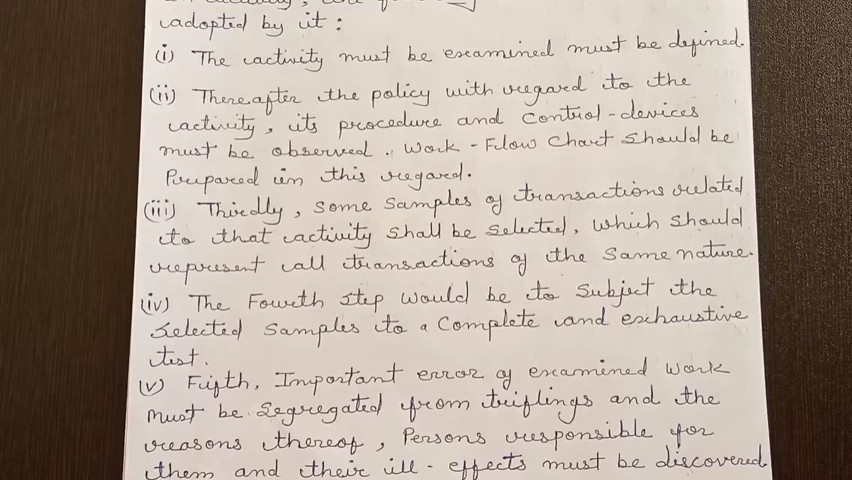 adopted by it :
(i) The activity must be examined must be defined.
(ii) Thereafter the policy with regard to the
activity, its procedure and control-devices
must be observed. Work-Flow Chart should be
Prepared in this regard.
(iii) Thirdly, some samples of transactions related
to that activity shall be selected, which should
represent all transactions of the same nature.
(iv) The Fourth step would be to subject the
selected samples to a complete and exhaustive
test.
(v) Fifth, Important error of examined work
must be segregated from triflings and the
reasons thereof, Persons responsible for
them and their ill-effects must be discovered.